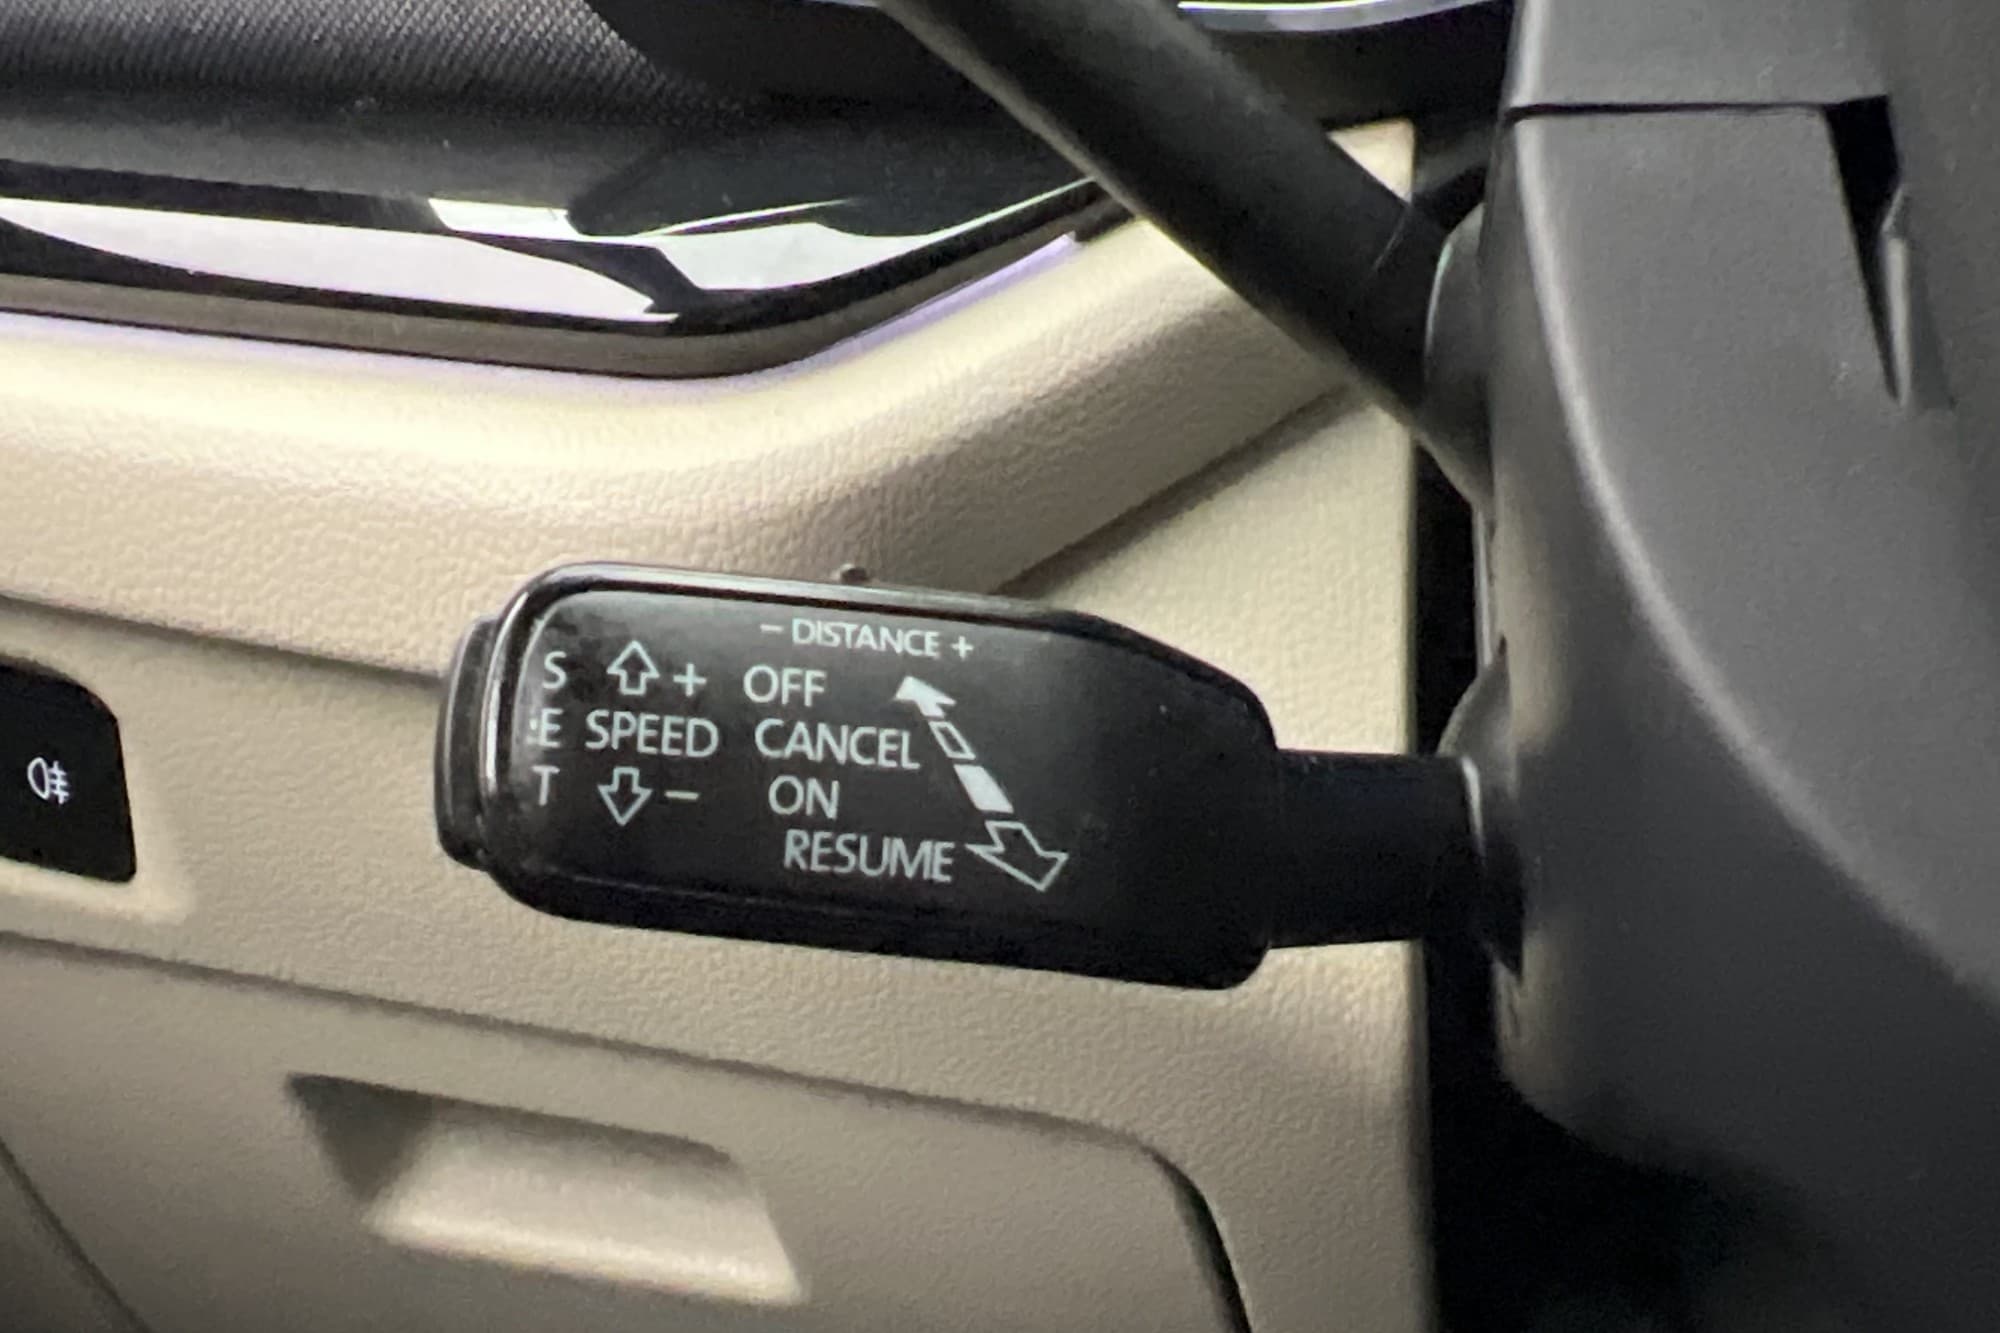 − DISTANCE +
S + OFF
E SPEED CANCEL
T − ON
RESUME